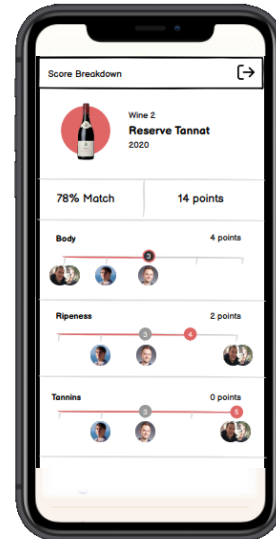 Score Breakdown
Wine 2
Reserve Tannat
2020
78% Match
14 points
Body
4 points
3
Ripeness
2 points
3
4
Tannins
0 points
3
5